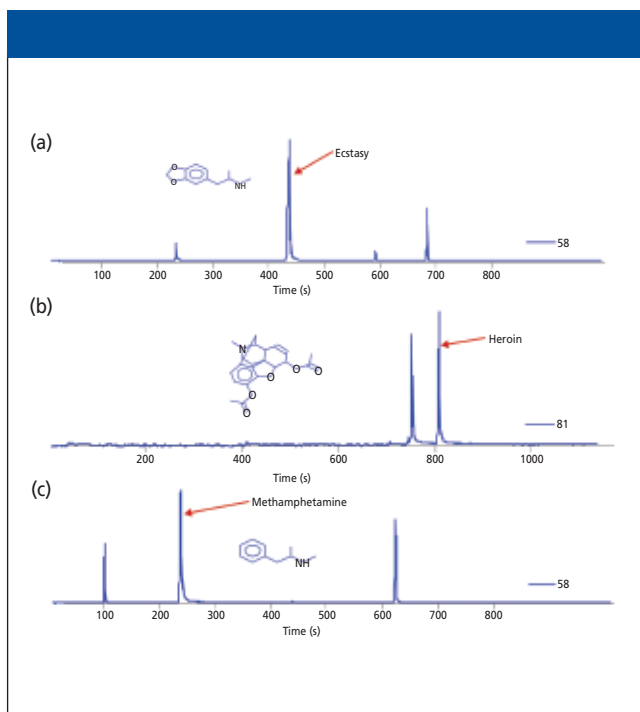 (a)
Ecstasy
O
O
NH
58
100 200 300 400 500 600 700 800
Time (s)
(b)
Heroin
N
O
O
O
O
O
81
200 400 600 800 1000
Time (s)
(c)
Methamphetamine
NH
58
100 200 300 400 500 600 700 800
Time (s)